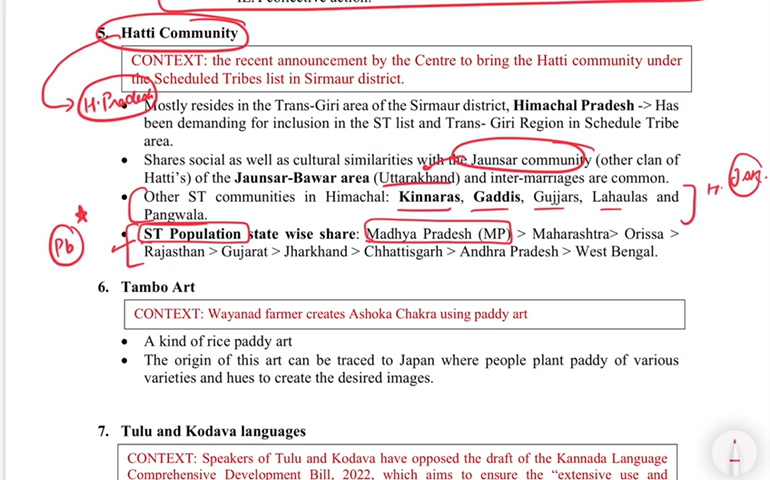 5. Hatti Community
CONTEXT: the recent announcement by the Centre to bring the Hatti community under
the Scheduled Tribes list in Sirmaur district.
H. Pradesh
• Mostly resides in the Trans-Giri area of the Sirmaur district, Himachal Pradesh -> Has
been demanding for inclusion in the ST list and Trans- Giri Region in Schedule Tribe
area.
• Shares social as well as cultural similarities with the Jaunsar community (other clan of
Hatti's) of the Jaunsar-Bawar area (Uttarakhand) and inter-marriages are common.
• Other ST communities in Himachal: Kinnaras, Gaddis, Gujjars, Lahaulas and
Pangwala.
H.
Pb
• ST Population state wise share: Madhya Pradesh (MP) > Maharashtra> Orissa >
Rajasthan > Gujarat > Jharkhand > Chhattisgarh > Andhra Pradesh > West Bengal.
6. Tambo Art
CONTEXT: Wayanad farmer creates Ashoka Chakra using paddy art
• A kind of rice paddy art
• The origin of this art can be traced to Japan where people plant paddy of various
varieties and hues to create the desired images.
7. Tulu and Kodava languages
CONTEXT: Speakers of Tulu and Kodava have opposed the draft of the Kannada Language
Comprehensive Development Bill, 2022, which aims to ensure the "extensive use and